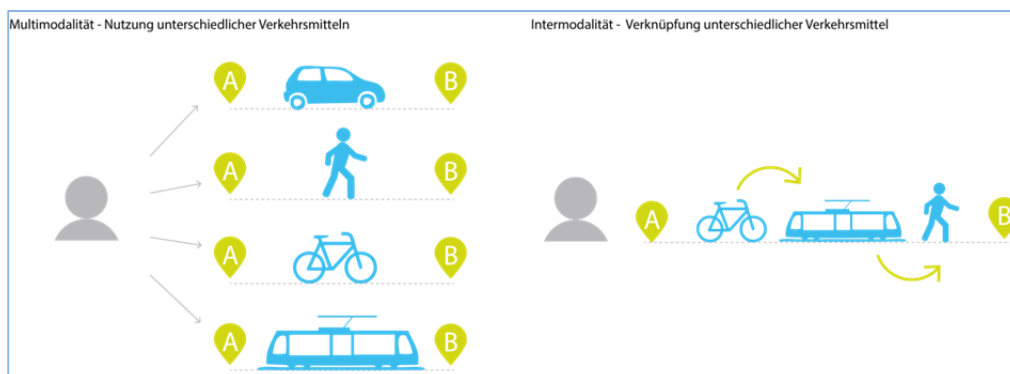 Multimodalität - Nutzung unterschiedlicher Verkehrsmitteln
A B
A B
A B
A B
Intermodalität - Verknüpfung unterschiedlicher Verkehrsmittel
A B